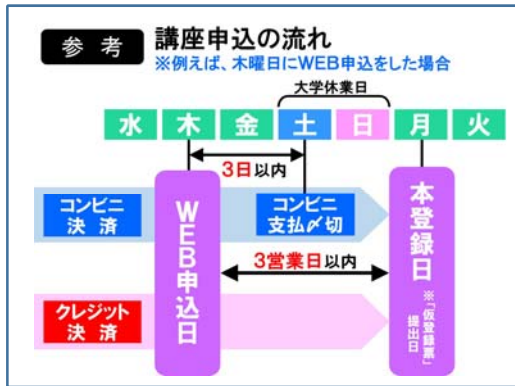 参考
講座申込の流れ
※例えば、木曜日にWEB申込をした場合
大学休業日
水 木 金 土 日 月 火
3日以内
コンビニ
決済
WEB申込日
コンビニ
支払〆切
本登録日
※「仮登録票」
提出日
3営業日以内
クレジット
決済